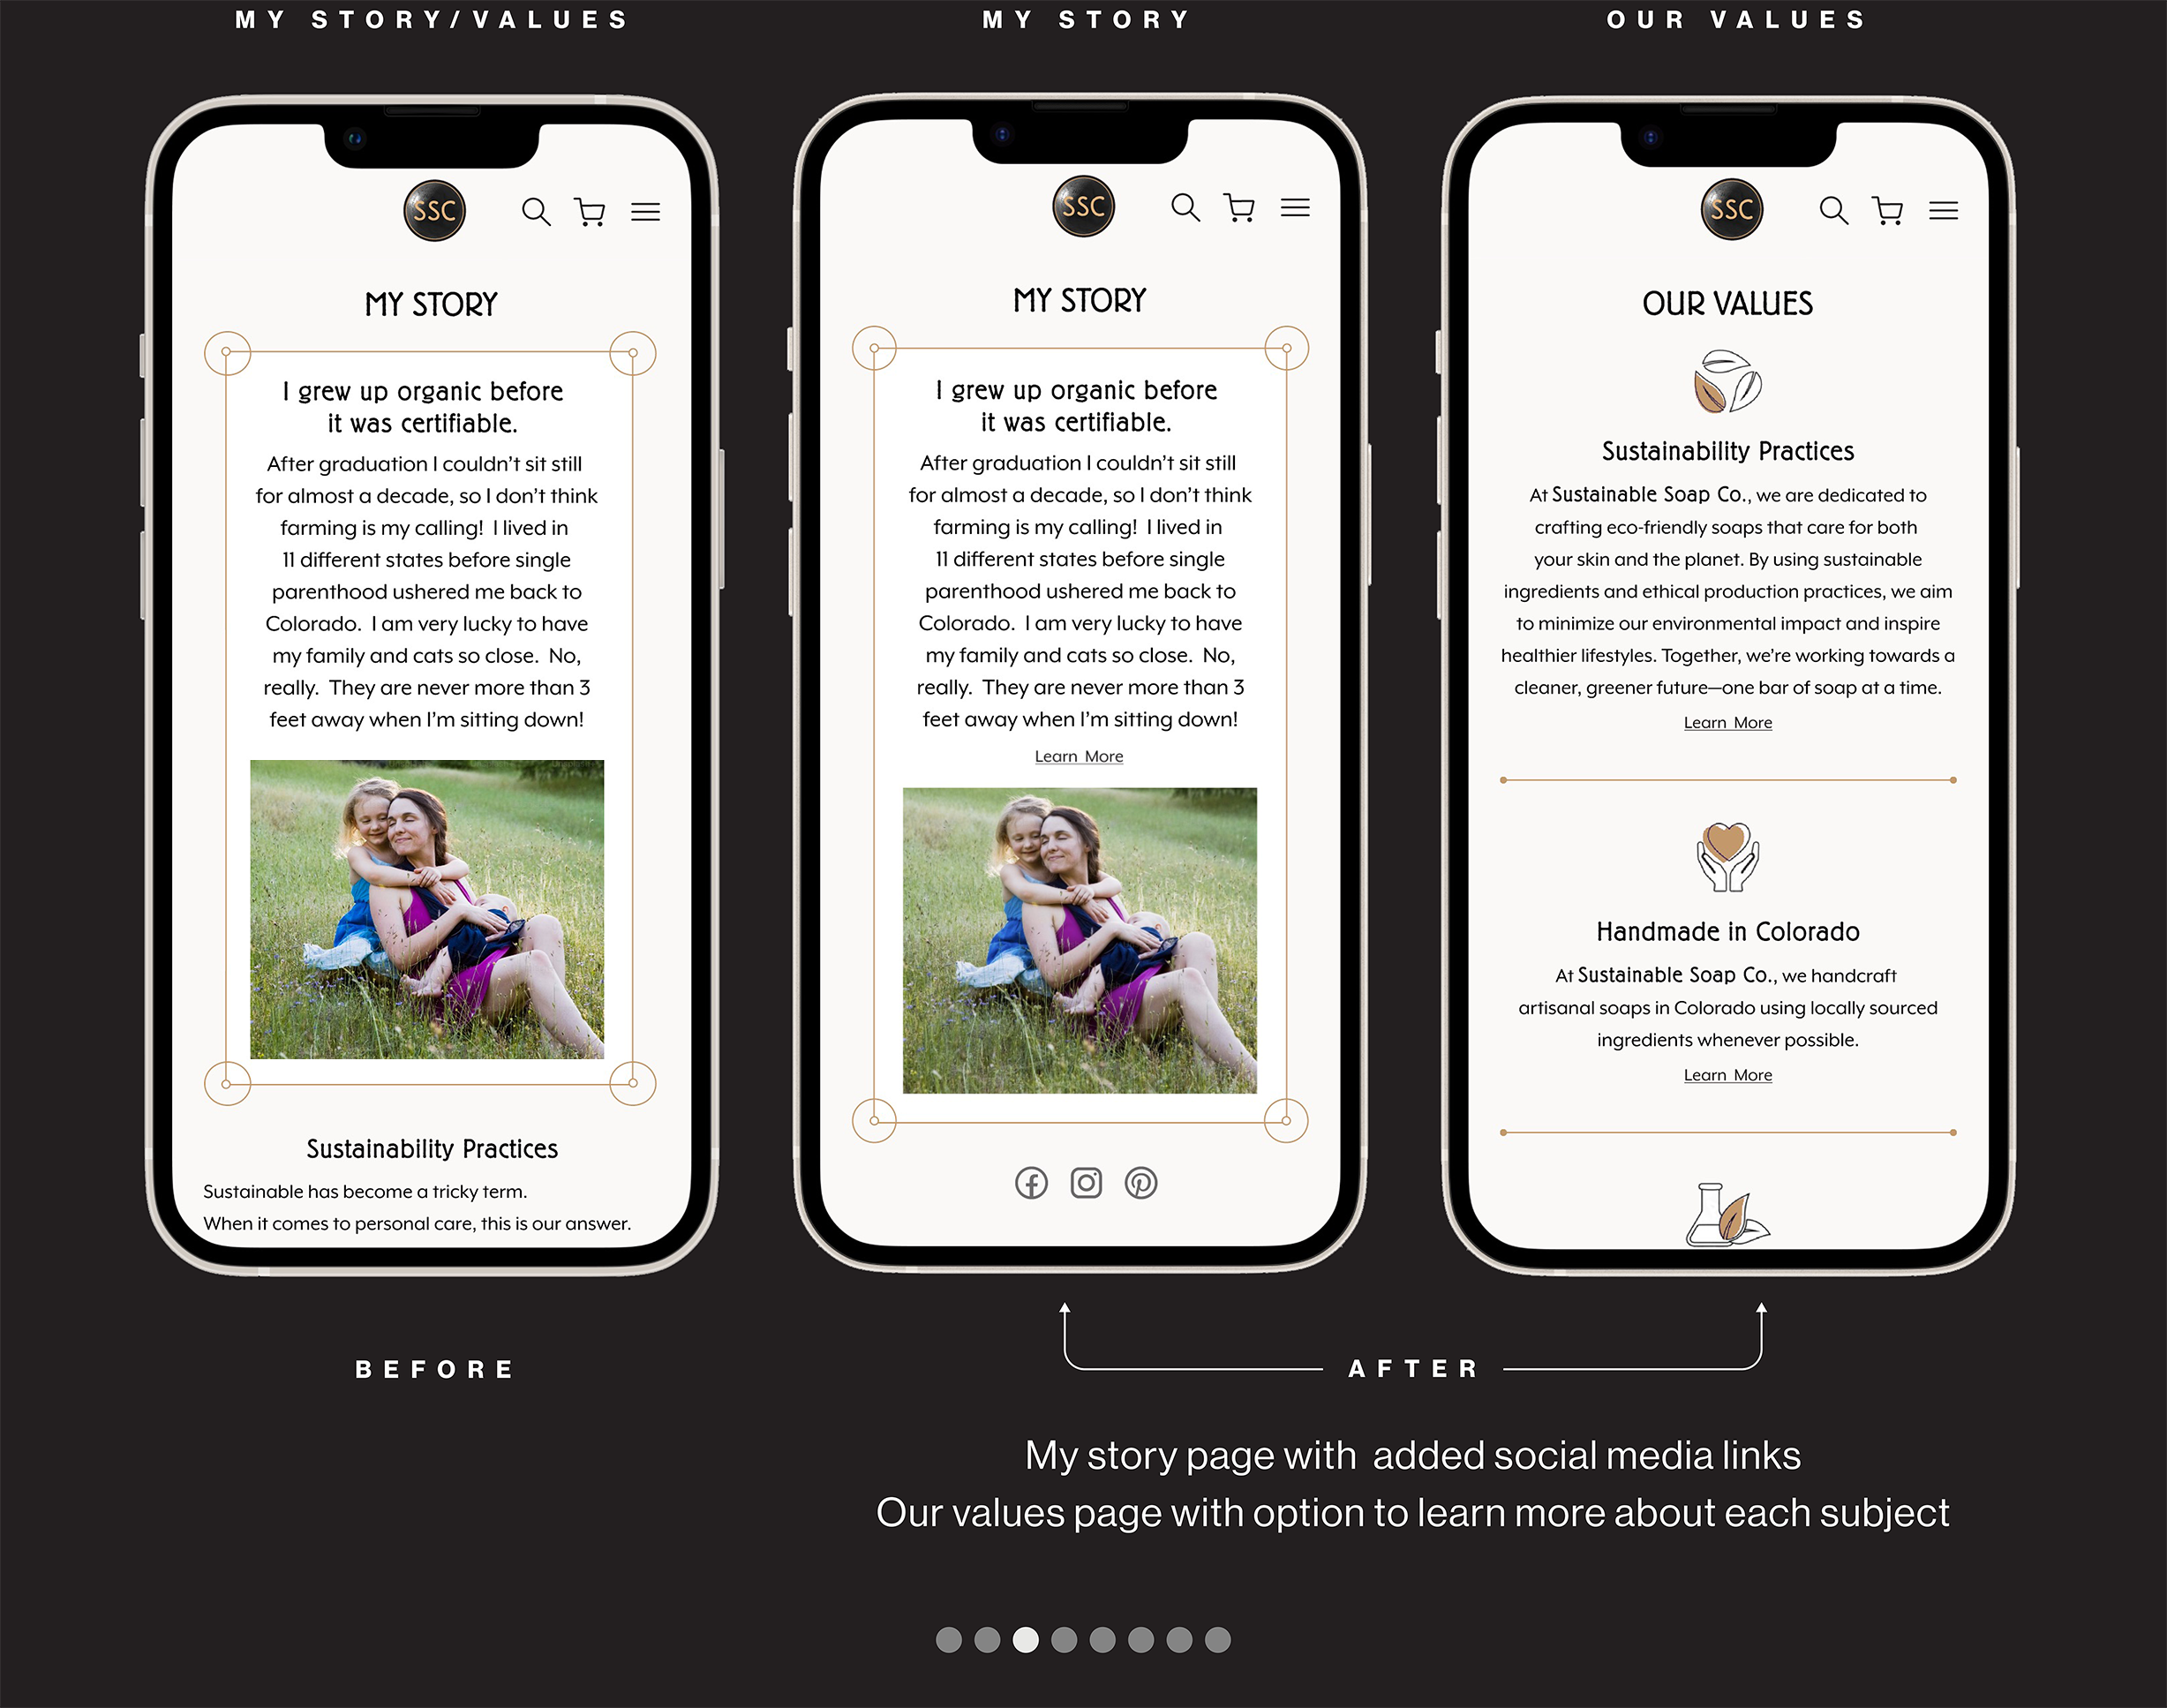 MY STORY/VALUES
SSC
MY STORY
I grew up organic before
it was certifiable.
After graduation I couldn't sit still
for almost a decade, so I don't think
farming is my calling!  I lived in
11 different states before single
parenthood ushered me back to
Colorado.  I am very lucky to have
my family and cats so close.  No,
really.  They are never more than 3
feet away when I'm sitting down!
Sustainability Practices
Sustainable has become a tricky term.
When it comes to personal care, this is our answer.
BEFORE
MY STORY
SSC
MY STORY
I grew up organic before
it was certifiable.
After graduation I couldn't sit still
for almost a decade, so I don't think
farming is my calling!  I lived in
11 different states before single
parenthood ushered me back to
Colorado.  I am very lucky to have
my family and cats so close.  No,
really.  They are never more than 3
feet away when I'm sitting down!
Learn More
OUR VALUES
SSC
OUR VALUES
Sustainability Practices
At Sustainable Soap Co., we are dedicated to
crafting eco-friendly soaps that care for both
your skin and the planet. By using sustainable
ingredients and ethical production practices, we aim
to minimize our environmental impact and inspire
healthier lifestyles. Together, we're working towards a
cleaner, greener future—one bar of soap at a time.
Learn More
Handmade in Colorado
At Sustainable Soap Co., we handcraft
artisanal soaps in Colorado using locally sourced
ingredients whenever possible.
Learn More
AFTER
My story page with  added social media links
Our values page with option to learn more about each subject